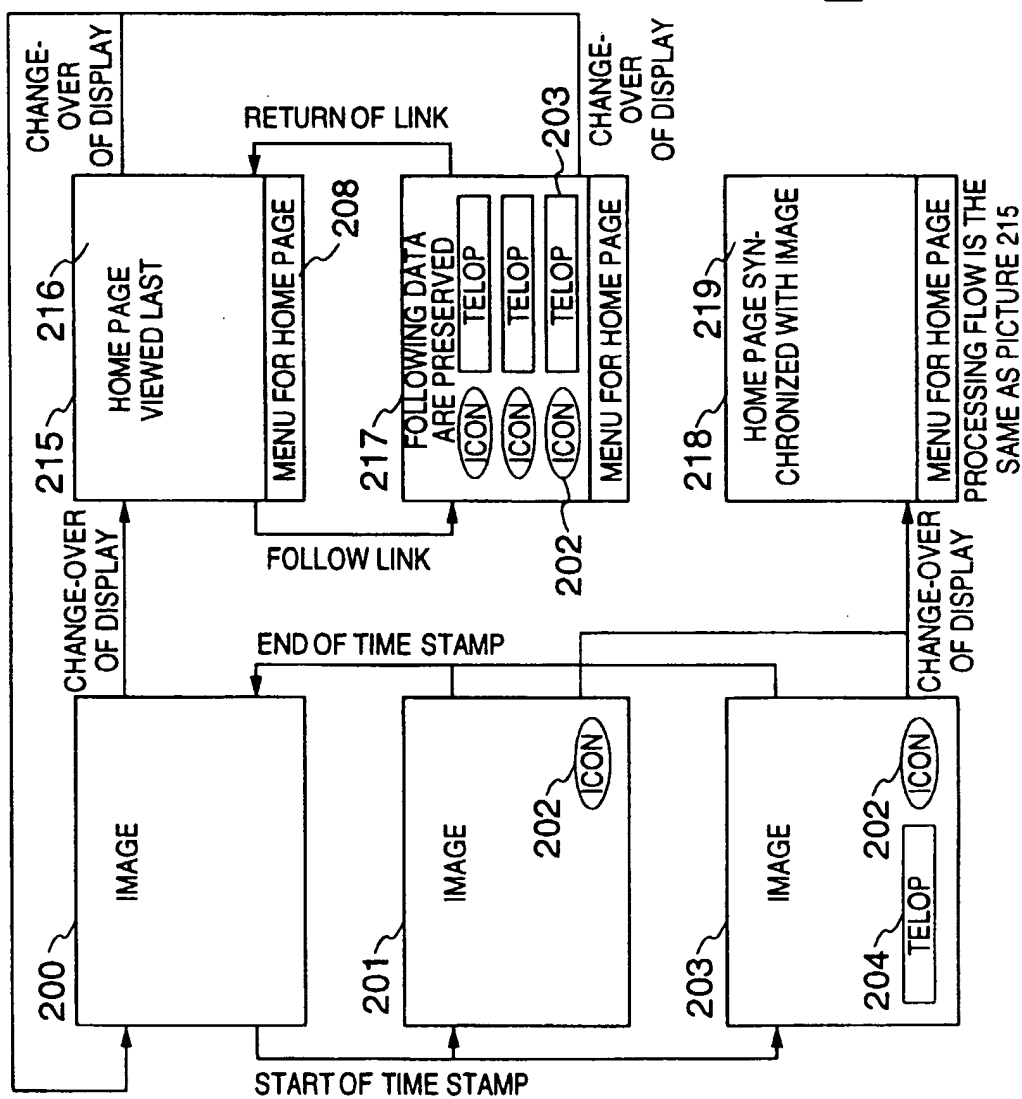 CHANGE-
OVER
OF DISPLAY
216
215
HOME PAGE
VIEWED LAST
MENU FOR HOME PAGE
208
RETURN OF LINK
FOLLOW LINK
CHANGE-
OVER
OF DISPLAY
217
FOLLOWING DATA
ARE PRESERVED
ICON
TELOP
ICON
TELOP
ICON
TELOP
202
203
MENU FOR HOME PAGE
218
219
HOME PAGE SYN-
CHRONIZED WITH IMAGE
MENU FOR HOME PAGE
PROCESSING FLOW IS THE
SAME AS PICTURE 215
CHANGE-OVER
OF DISPLAY
200
IMAGE
END OF TIME STAMP
201
IMAGE
202
ICON
203
IMAGE
204
TELOP
202
ICON
CHANGE-OVER
OF DISPLAY
START OF TIME STAMP